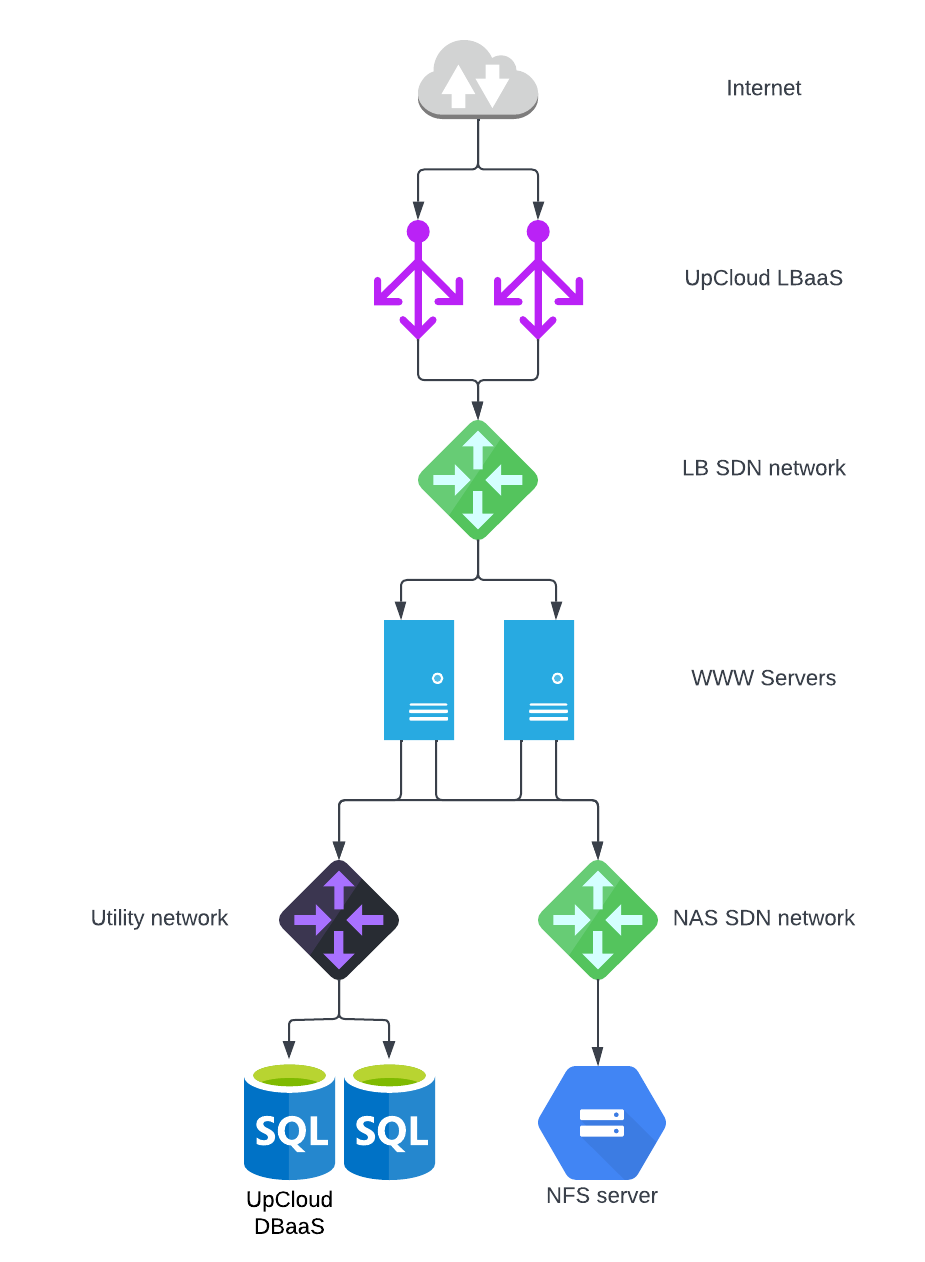 Internet
UpCloud LBaaS
LB SDN network
WWW Servers
Utility network
NAS SDN network
SQL
SQL
UpCloud
DBaaS
NFS server